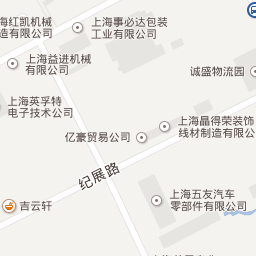 海红凯机械
造有限公司
上海事必达包装
工业有限公司
上海益进机械
有限公司
诚盛物流园
上海英孚特
电子技术公司
上海晶得荣装饰
线材制造有限公
亿豪贸易公司
纪展路
吉云轩
上海五友汽车
零部件有限公司